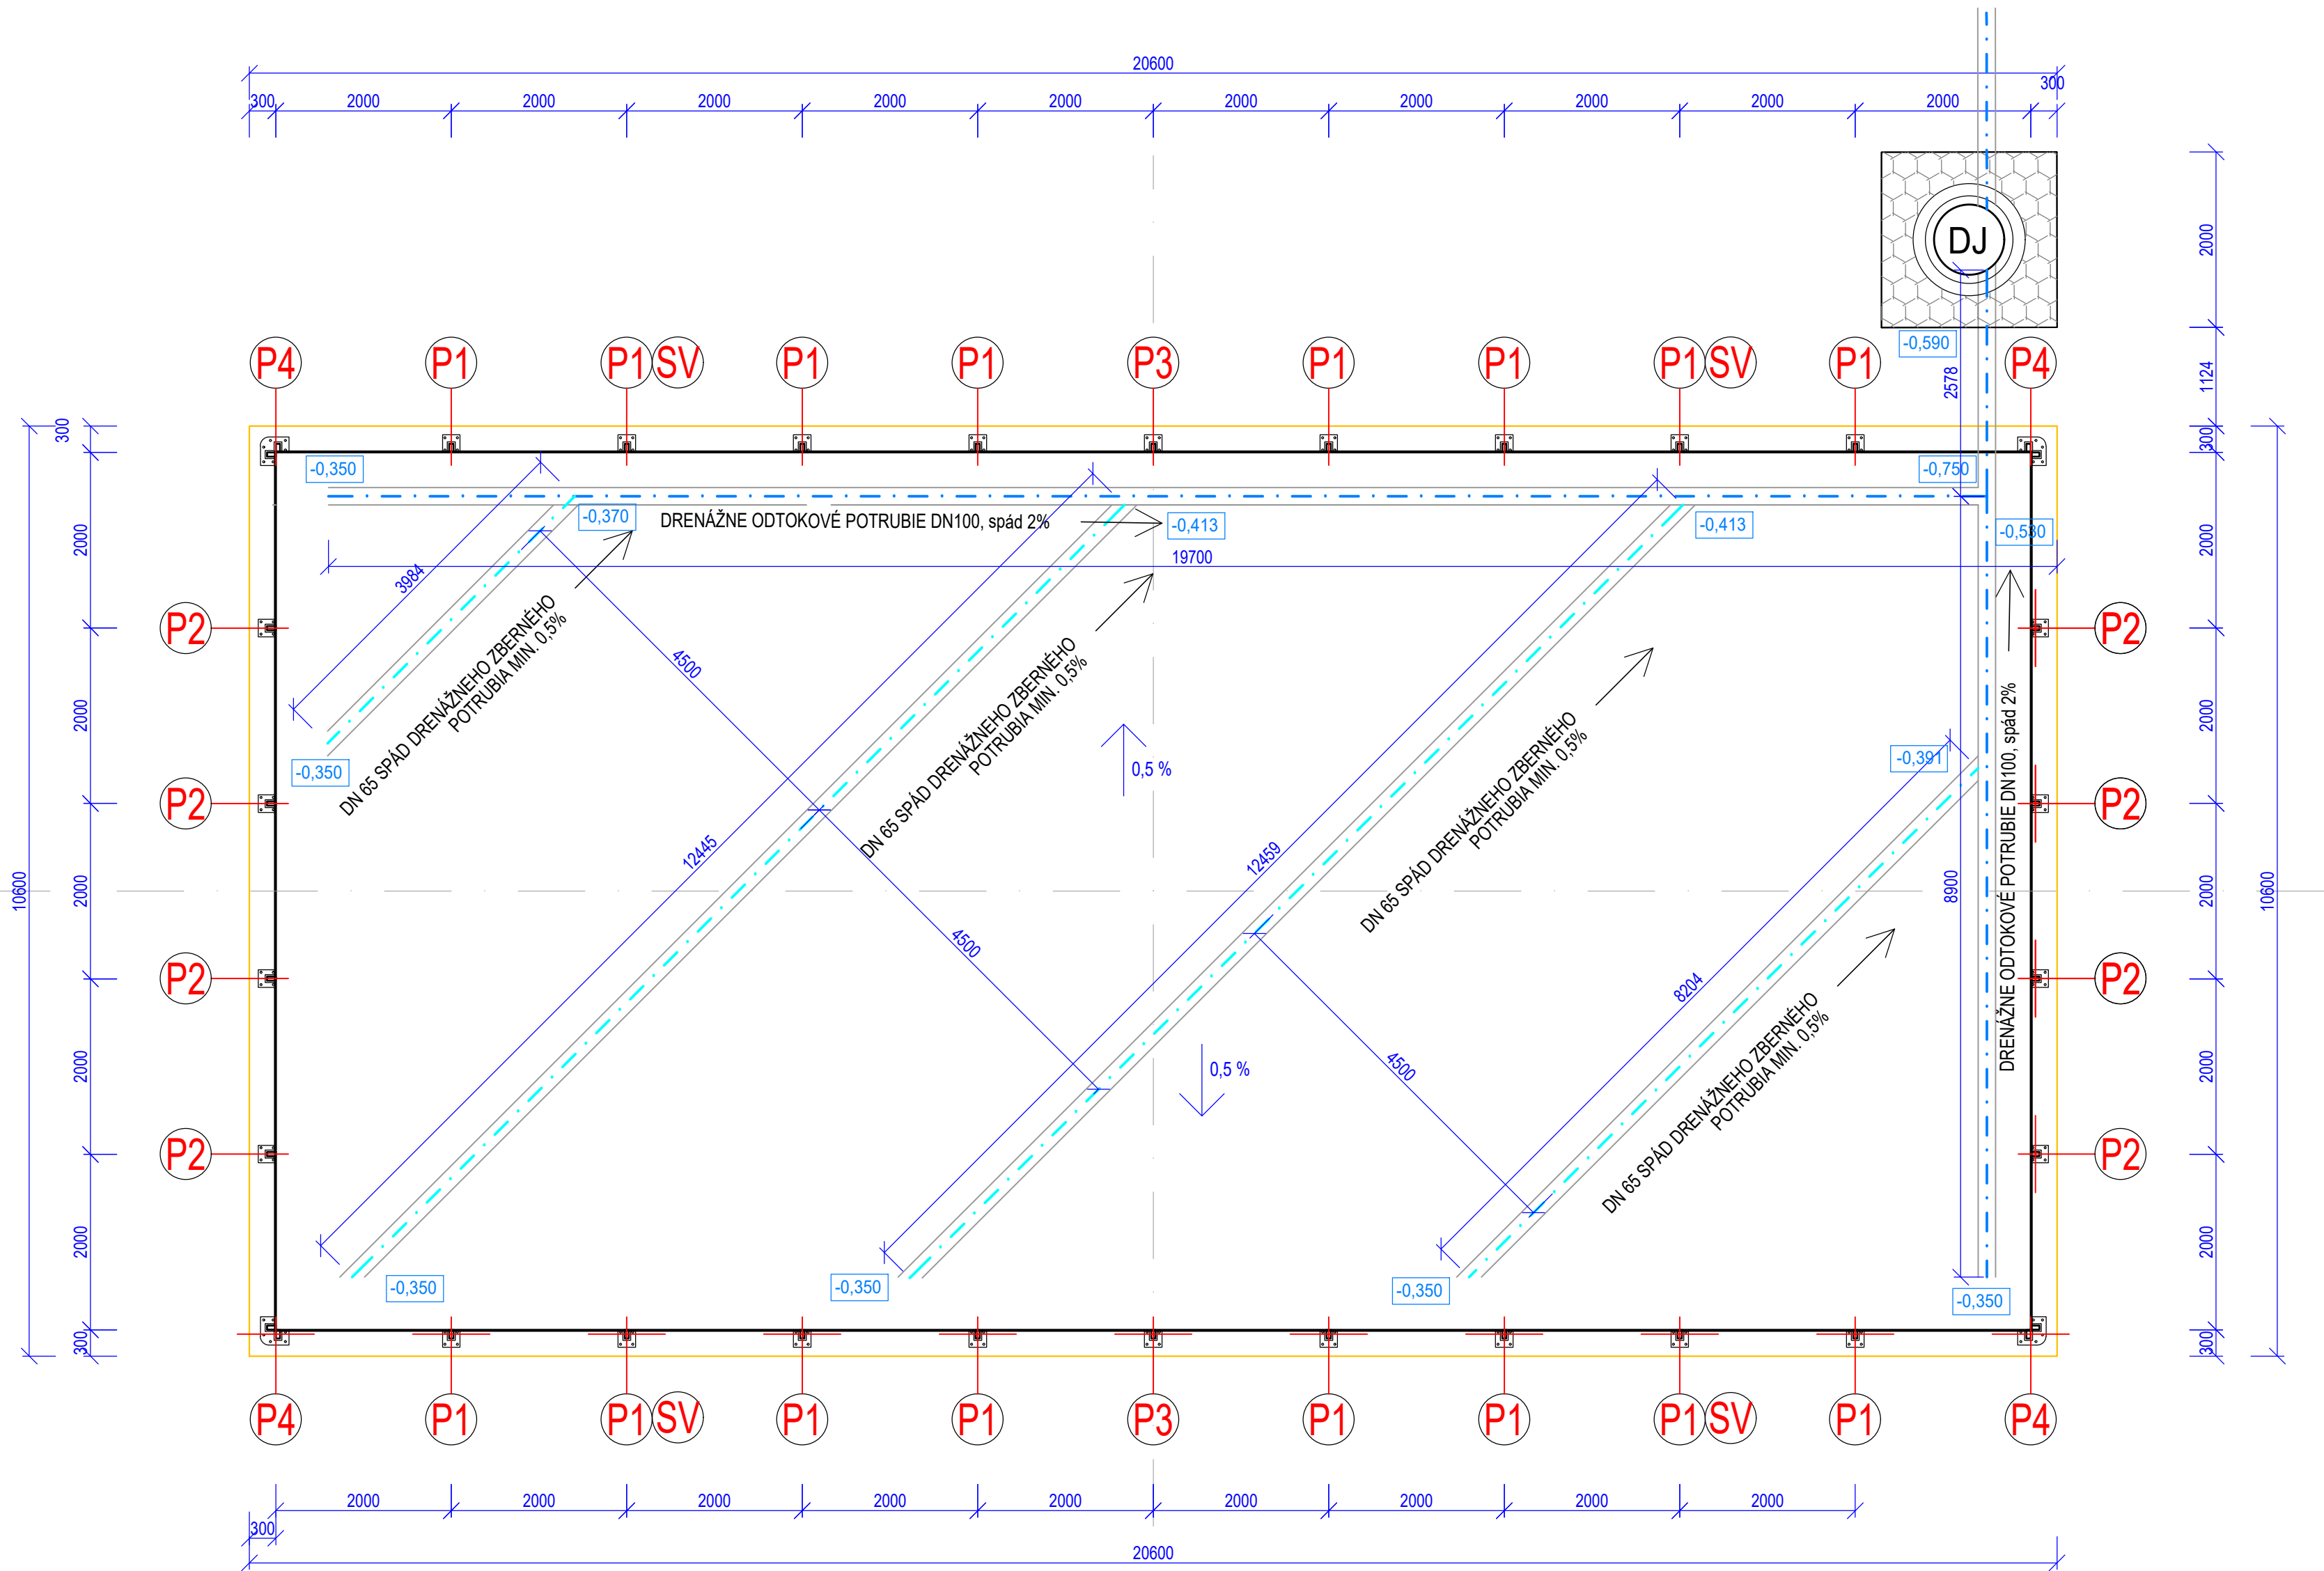 20600
300 2000 2000 2000 2000 2000 2000 2000 2000 2000 2000 300
DJ
2000
-0,590
1124
2578
P4 P1 P1 SV P1 P1 P3 P1 P1 P1 SV P1 P4
300
300
-0,350
-0,750
-0,370
DRENÁŽNE ODTOKOVÉ POTRUBIE DN100, spád 2%
-0,413
-0,413
-0,530
19700
2000
2000
3984
DN 65 SPÁD DRENÁŽNEHO ZBERNÉHO
POTRUBIA MIN. 0,5%
4500
DN 65 SPÁD DRENÁŽNEHO ZBERNÉHO
POTRUBIA MIN. 0,5%
P2
P2
2000
2000
-0,350
0,5 %
DN 65 SPÁD DRENÁŽNEHO ZBERNÉHO
POTRUBIA MIN. 0,5%
-0,391
DRENÁŽNE ODTOKOVÉ POTRUBIE DN100, spád 2%
P2
P2
12445
12459
10600
2000
8900
2000
10600
4500
8204
P2
P2
DN 65 SPÁD DRENÁŽNEHO ZBERNÉHO
POTRUBIA MIN. 0,5%
2000
0,5 %
4500
2000
P2
P2
2000
2000
-0,350
-0,350
-0,350
-0,350
300
300
P4 P1 P1 SV P1 P1 P3 P1 P1 P1 SV P1 P4
2000 2000 2000 2000 2000 2000 2000 2000 2000
300
20600